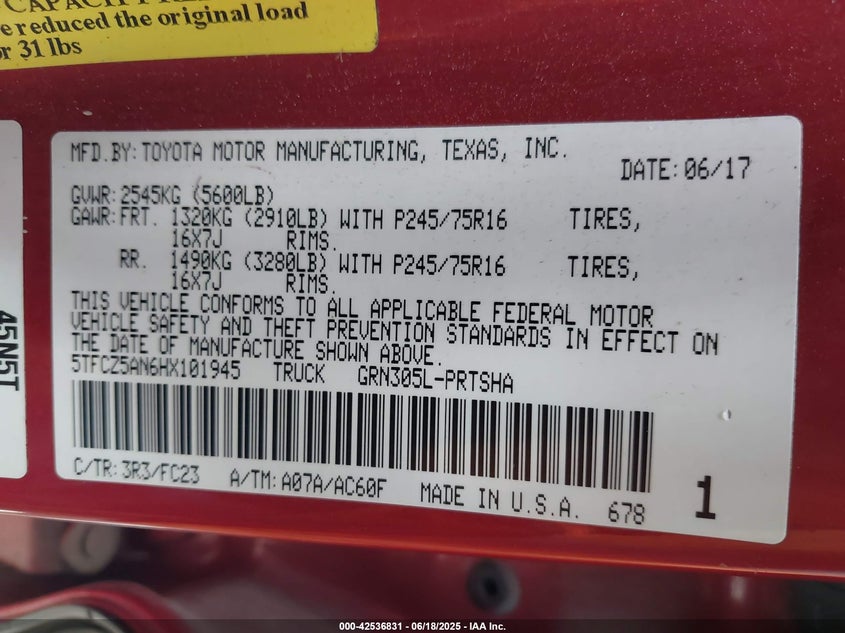 CAPACITY
e reduced the original load
or 31 lbs
MFD.BY:TOYOTA MOTOR MANUFACTURING, TEXAS, INC.
DATE:06/17
GVWR:2545KG (5600LB)
GAWR:FRT. 1320KG (2910LB) WITH P245/75R16 TIRES,
16X7J RIMS.
RR. 1490KG (3280LB) WITH P245/75R16 TIRES,
16X7J RIMS.
THIS VEHICLE CONFORMS TO ALL APPLICABLE FEDERAL MOTOR
VEHICLE SAFETY AND THEFT PREVENTION STANDARDS IN EFFECT ON
THE DATE OF MANUFACTURE SHOWN ABOVE.
5TFCZ5AN6HX101945 TRUCK GRN305L-PRTSHA
C/TR:3R3/FC23 A/TM:A07A/AC60F MADE IN U.S.A. 678 1
45N5T
000-42536831 - 06/18/2025 - IAA Inc.